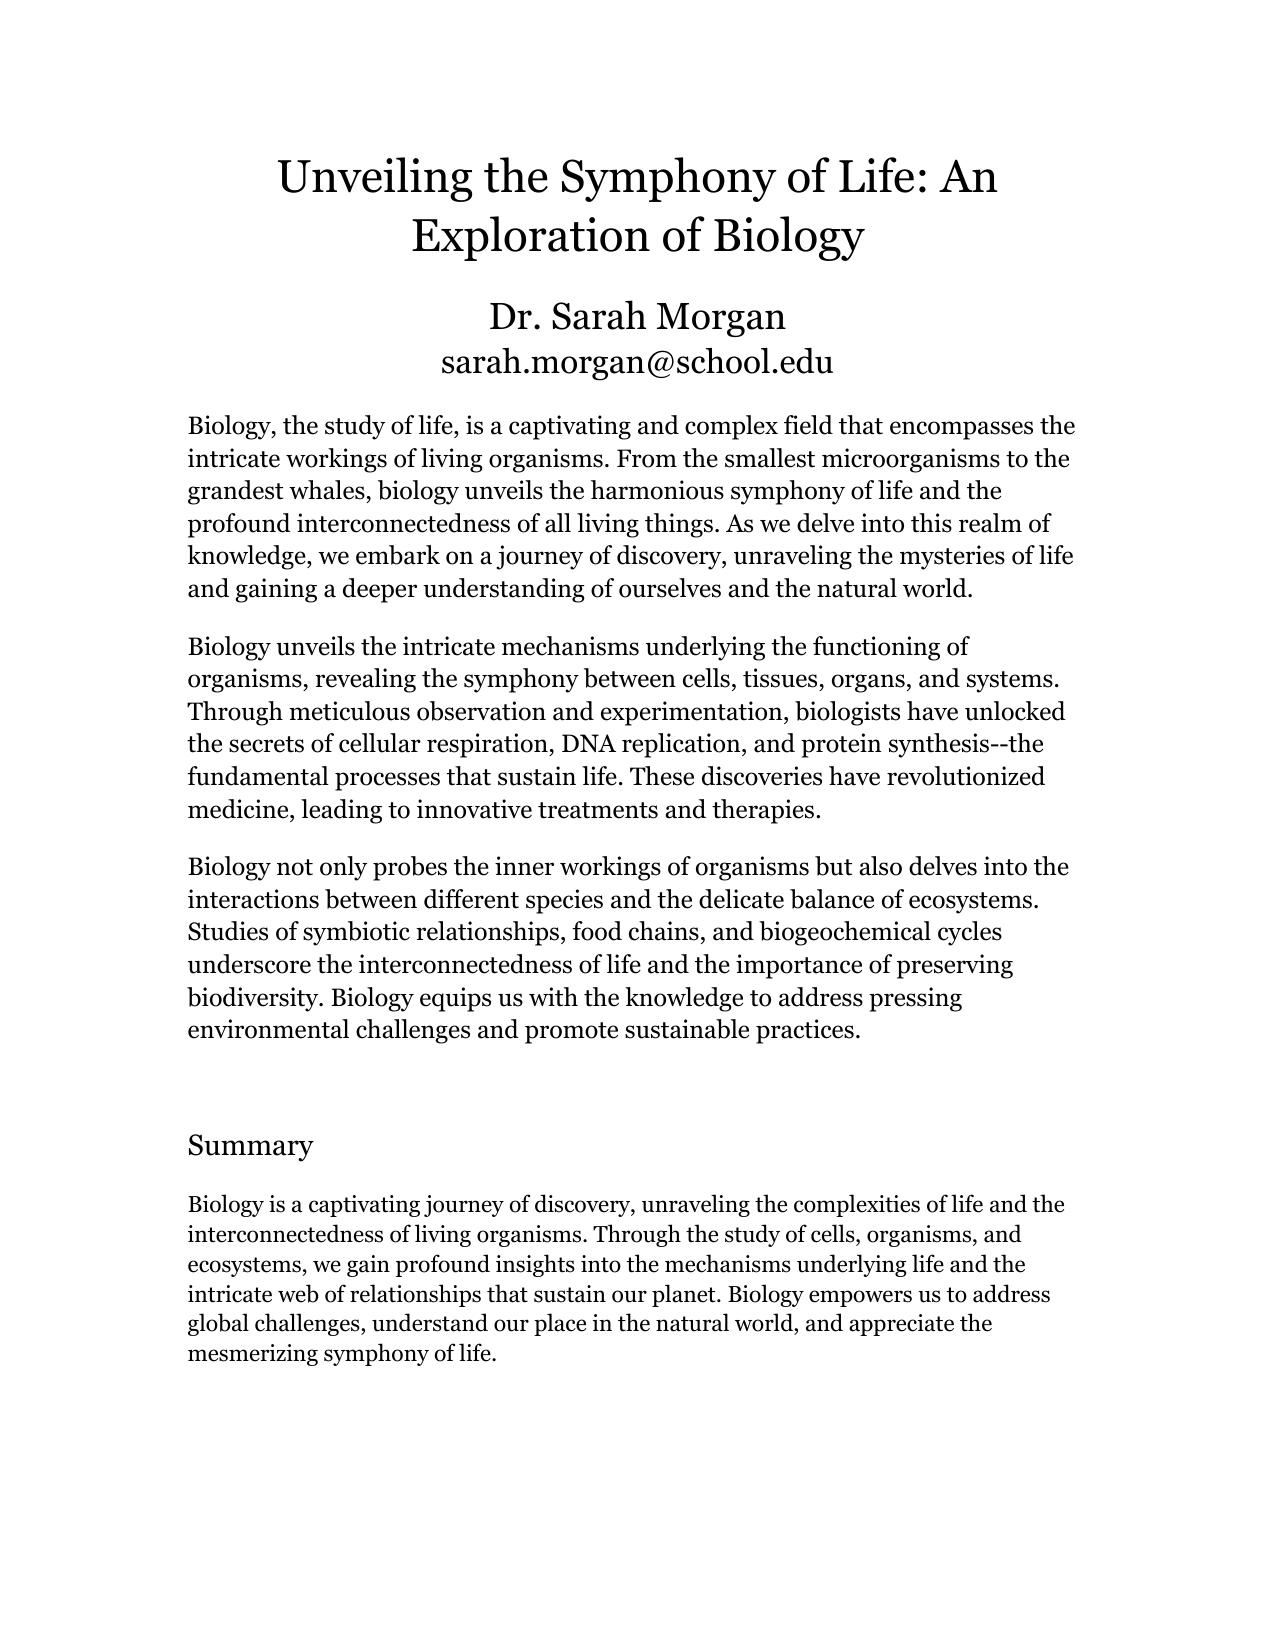 Unveiling the Symphony of Life: An
Exploration of Biology
Dr. Sarah Morgan
sarah.morgan@school.edu
Biology, the study of life, is a captivating and complex field that encompasses the
intricate workings of living organisms. From the smallest microorganisms to the
grandest whales, biology unveils the harmonious symphony of life and the
profound interconnectedness of all living things. As we delve into this realm of
knowledge, we embark on a journey of discovery, unraveling the mysteries of life
and gaining a deeper understanding of ourselves and the natural world.
Biology unveils the intricate mechanisms underlying the functioning of
organisms, revealing the symphony between cells, tissues, organs, and systems.
Through meticulous observation and experimentation, biologists have unlocked
the secrets of cellular respiration, DNA replication, and protein synthesis--the
fundamental processes that sustain life. These discoveries have revolutionized
medicine, leading to innovative treatments and therapies.
Biology not only probes the inner workings of organisms but also delves into the
interactions between different species and the delicate balance of ecosystems.
Studies of symbiotic relationships, food chains, and biogeochemical cycles
underscore the interconnectedness of life and the importance of preserving
biodiversity. Biology equips us with the knowledge to address pressing
environmental challenges and promote sustainable practices.
Summary
Biology is a captivating journey of discovery, unraveling the complexities of life and the
interconnectedness of living organisms. Through the study of cells, organisms, and
ecosystems, we gain profound insights into the mechanisms underlying life and the
intricate web of relationships that sustain our planet. Biology empowers us to address
global challenges, understand our place in the natural world, and appreciate the
mesmerizing symphony of life.